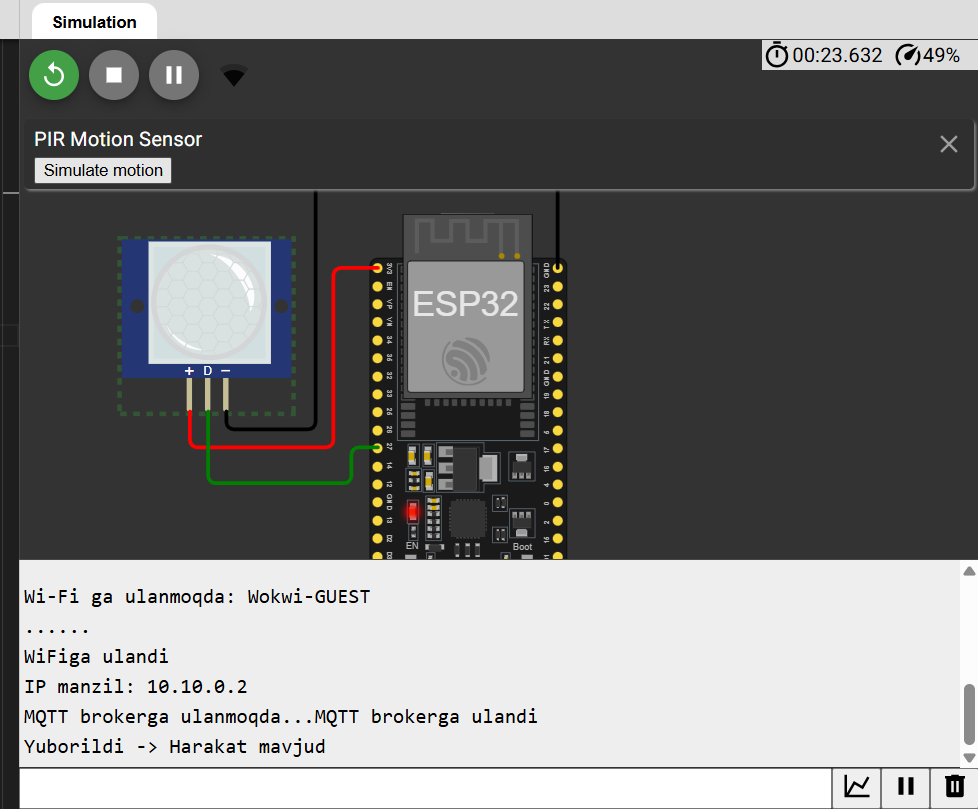 Simulation
00:23.632 49%
PIR Motion Sensor
Simulate motion
ESP32
+ D −
3V3
EN
VP
VN
34
35
32
33
25
26
27
14
12
GND
13
D2
D3
GND
23
22
TX
RX
21
GND
19
18
5
17
16
4
0
2
15
EN
Boot
Wi-Fi ga ulanmoqda: Wokwi-GUEST
......
WiFiga ulandi
IP manzil: 10.10.0.2
MQTT brokerga ulanmoqda...MQTT brokerga ulandi
Yuborildi -> Harakat mavjud